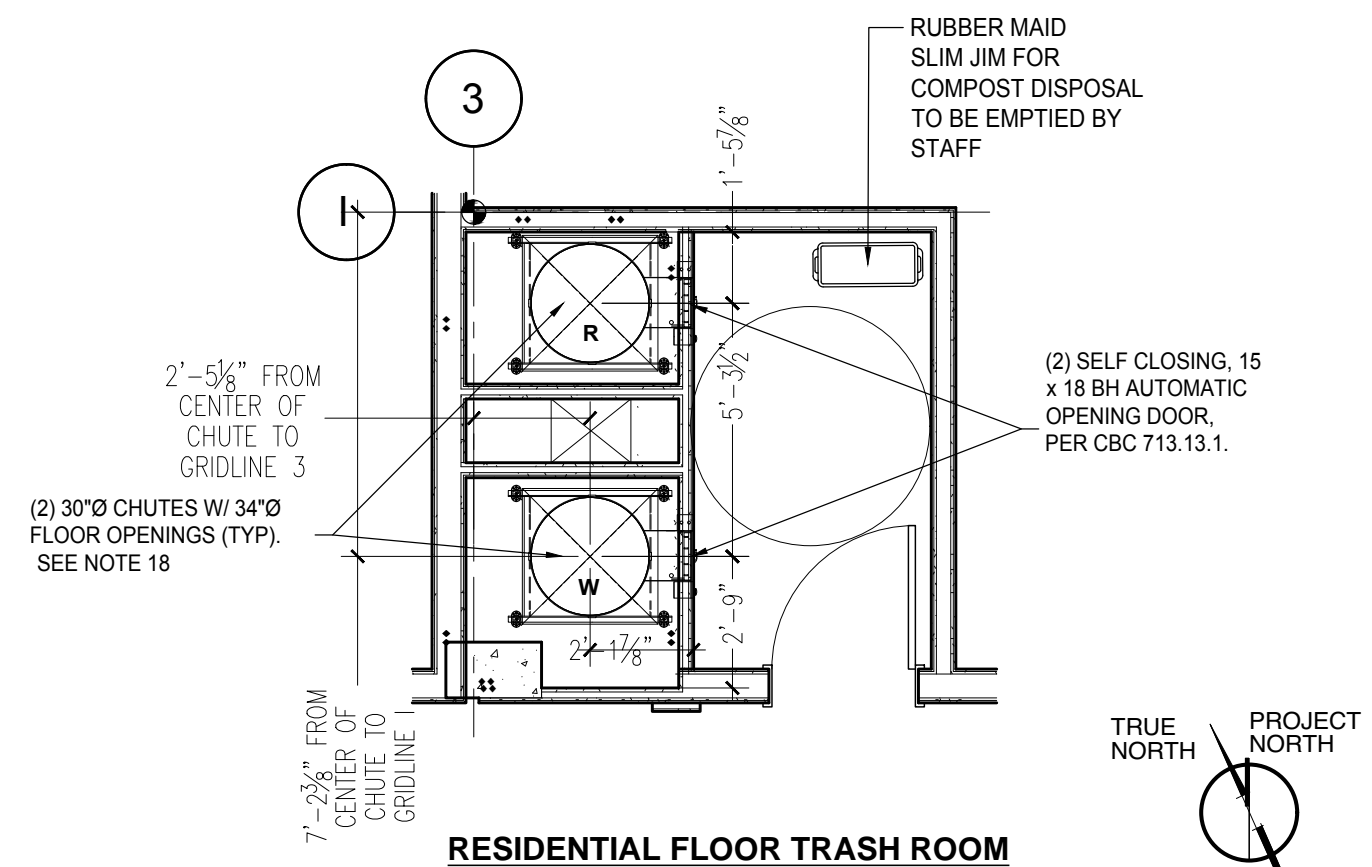 RUBBER MAID
SLIM JIM FOR
COMPOST DISPOSAL
TO BE EMPTIED BY
STAFF
3
I
1'-5⅞"
R
2'-5⅛" FROM
CENTER OF
CHUTE TO
GRIDLINE 3
5'-3½"
(2) SELF CLOSING, 15
x 18 BH AUTOMATIC
OPENING DOOR,
PER CBC 713.13.1.
(2) 30"Ø CHUTES W/ 34"Ø
FLOOR OPENINGS (TYP).
SEE NOTE 18
W
2'-9"
2'-1⅞"
7'-2⅜" FROM
CENTER OF
CHUTE TO
GRIDLINE I
TRUE
NORTH
PROJECT
NORTH
RESIDENTIAL FLOOR TRASH ROOM